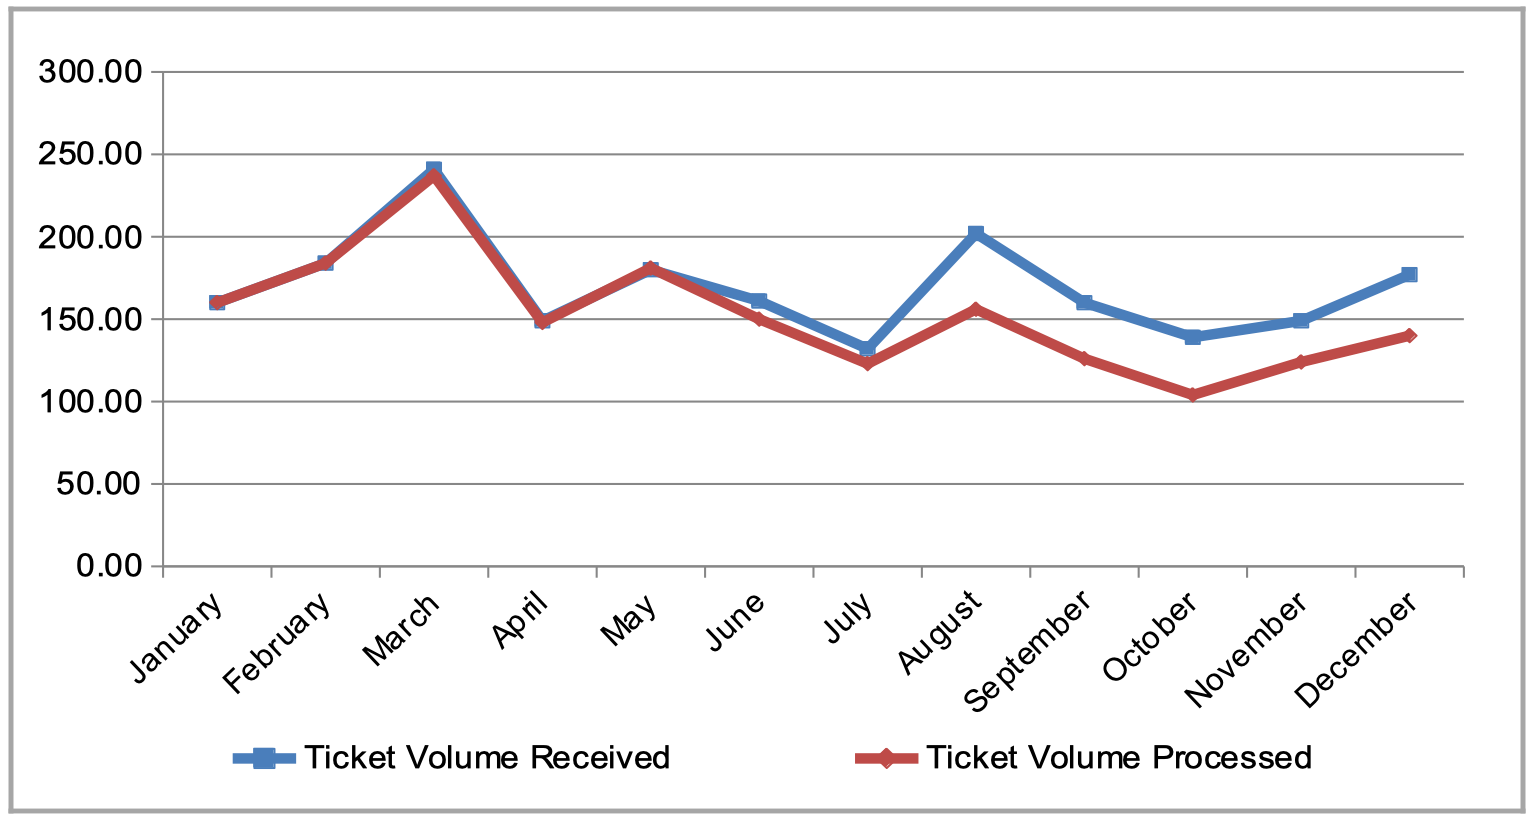 300.00
250.00
200.00
150.00
100.00
50.00
0.00
January
February
March
April
May
June
July
August
September
October
November
December
Ticket Volume Received
Ticket Volume Processed